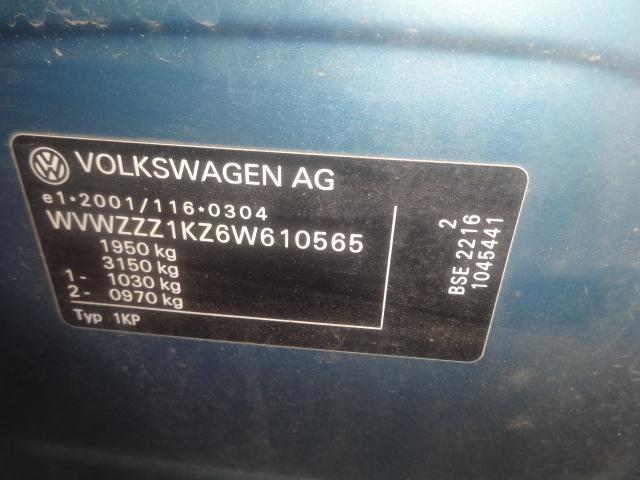 VOLKSWAGEN AG
e1*2001/116*0304
WVWZZZ1KZ6W610565
1950 kg
3150 kg
1- 1030 kg
2- 0970 kg
Typ 1KP
2
BSE 2216
1045441